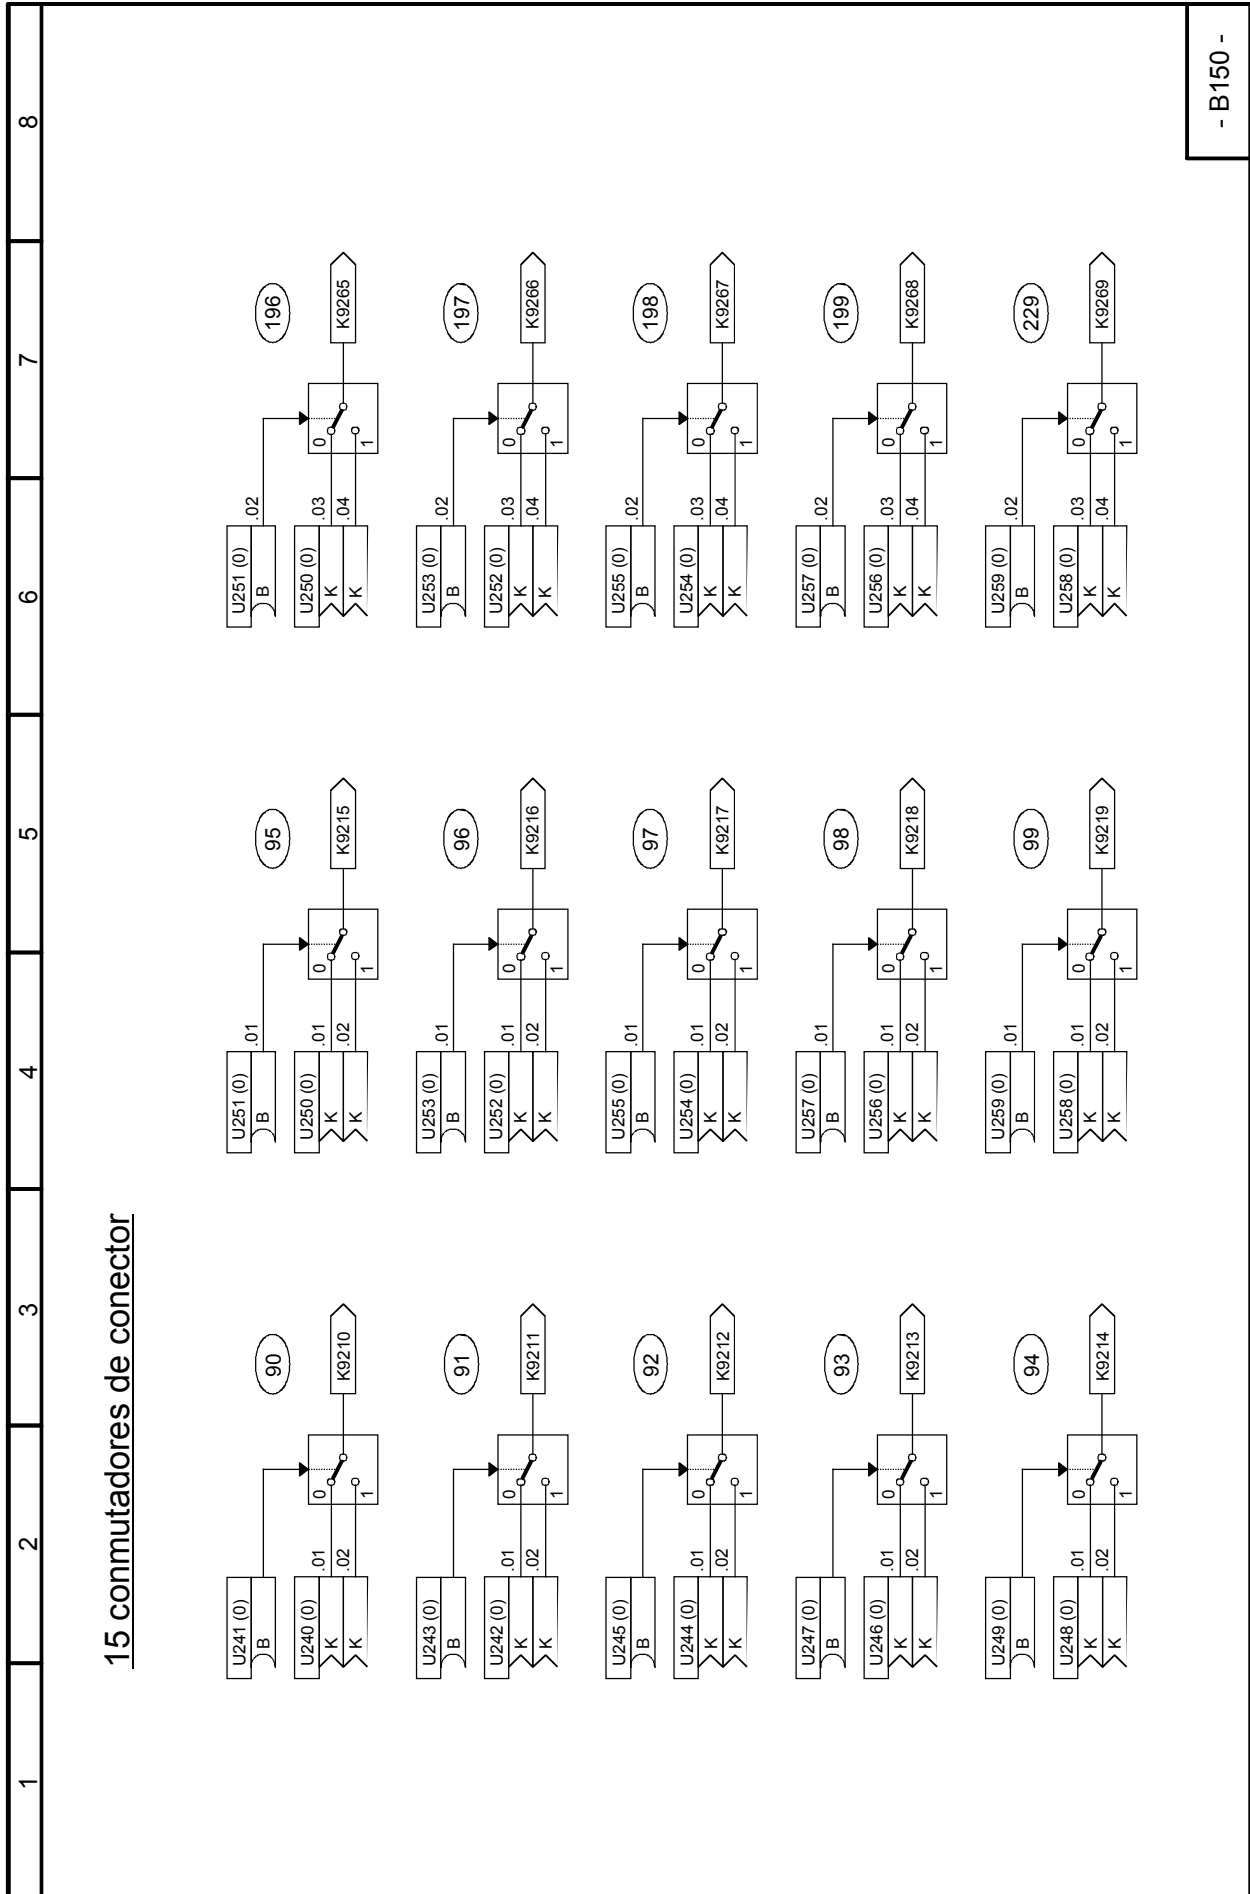 1 2 3 4 5 6 7 8
15 conmutadores de conector
U241 (0)
B
U240 (0)
K .01
K .02
0
1
90
K9210
U251 (0)
B .01
U250 (0)
K .01
K .02
0
1
95
K9215
U251 (0)
B .02
U250 (0)
K .03
K .04
0
1
196
K9265
U243 (0)
B
U242 (0)
K .01
K .02
0
1
91
K9211
U253 (0)
B .01
U252 (0)
K .01
K .02
0
1
96
K9216
U253 (0)
B .02
U252 (0)
K .03
K .04
0
1
197
K9266
U245 (0)
B
U244 (0)
K .01
K .02
0
1
92
K9212
U255 (0)
B .01
U254 (0)
K .01
K .02
0
1
97
K9217
U255 (0)
B .02
U254 (0)
K .03
K .04
0
1
198
K9267
U247 (0)
B
U246 (0)
K .01
K .02
0
1
93
K9213
U257 (0)
B .01
U256 (0)
K .01
K .02
0
1
98
K9218
U257 (0)
B .02
U256 (0)
K .03
K .04
0
1
199
K9268
U249 (0)
B
U248 (0)
K .01
K .02
0
1
94
K9214
U259 (0)
B .01
U258 (0)
K .01
K .02
0
1
99
K9219
U259 (0)
B .02
U258 (0)
K .03
K .04
0
1
229
K9269
- B150 -